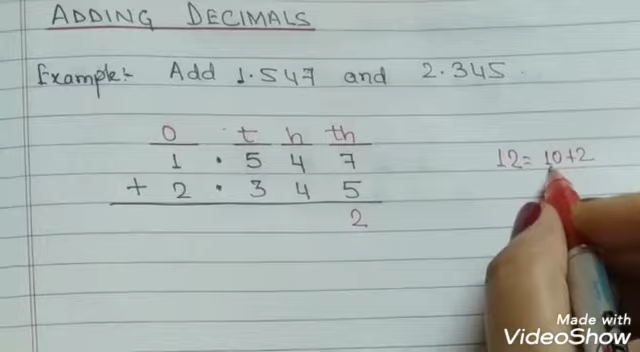 ADDING DECIMALS
Example:- Add 1.547 and 2.345.
O . t h th
1 . 5 4 7
+ 2 . 3 4 5
2
12 = 10+2
Made with
VideoShow